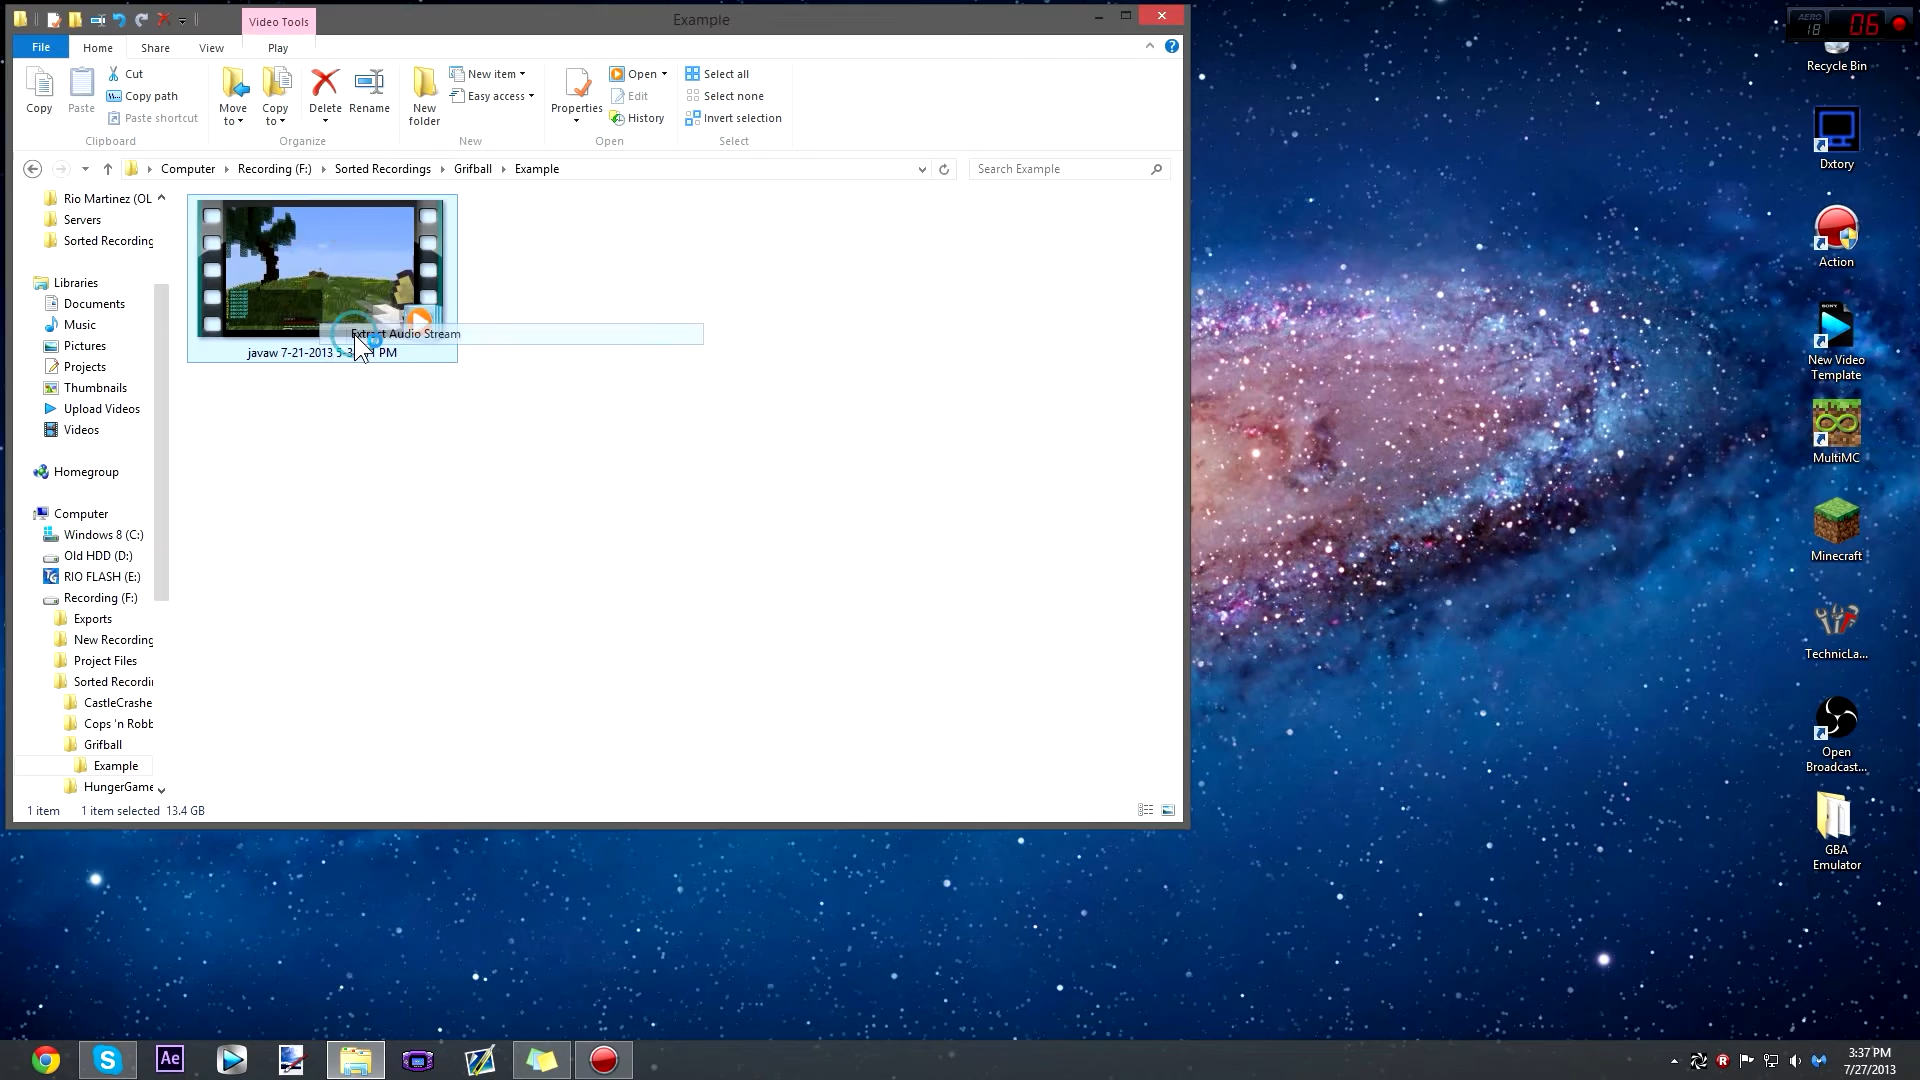 Video Tools
Example
AERO
18
06
File
Home
Share
View
Play
Copy
Paste
Cut
Copy path
Paste shortcut
Clipboard
Move to
Copy to
Delete
Rename
Organize
New folder
New item
Easy access
New
Properties
Open
Edit
History
Open
Select all
Select none
Invert selection
Select
Computer
Recording (F:)
Sorted Recordings
Grifball
Example
Search Example
Rio Martinez (OL
Servers
Sorted Recording
Libraries
Documents
Music
Pictures
Projects
Thumbnails
Upload Videos
Videos
Homegroup
Computer
Windows 8 (C:)
Old HDD (D:)
RIO FLASH (E:)
Recording (F:)
Exports
New Recording
Project Files
Sorted Recordi
CastleCrashe
Cops 'n Robb
Grifball
Example
HungerGame
Extract Audio Stream
javaw 7-21-2013 PM
1 item
1 item selected
13.4 GB
Recycle Bin
Dxtory
Action
SONY
New Video
Template
MultiMC
Minecraft
TechnicLa...
Open
Broadcast...
GBA
Emulator
Ae
3:37 PM
7/27/2013